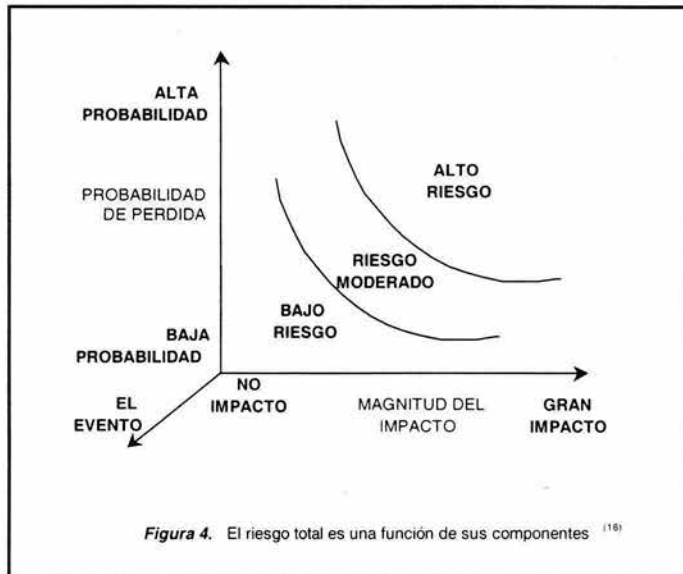 ALTA
PROBABILIDAD
PROBABILIDAD
DE PERDIDA
BAJA
PROBABILIDAD
EL
EVENTO
NO
IMPACTO
MAGNITUD DEL
IMPACTO
GRAN
IMPACTO
ALTO
RIESGO
RIESGO
MODERADO
BAJO
RIESGO
Figura 4. El riesgo total es una función de sus componentes (16)